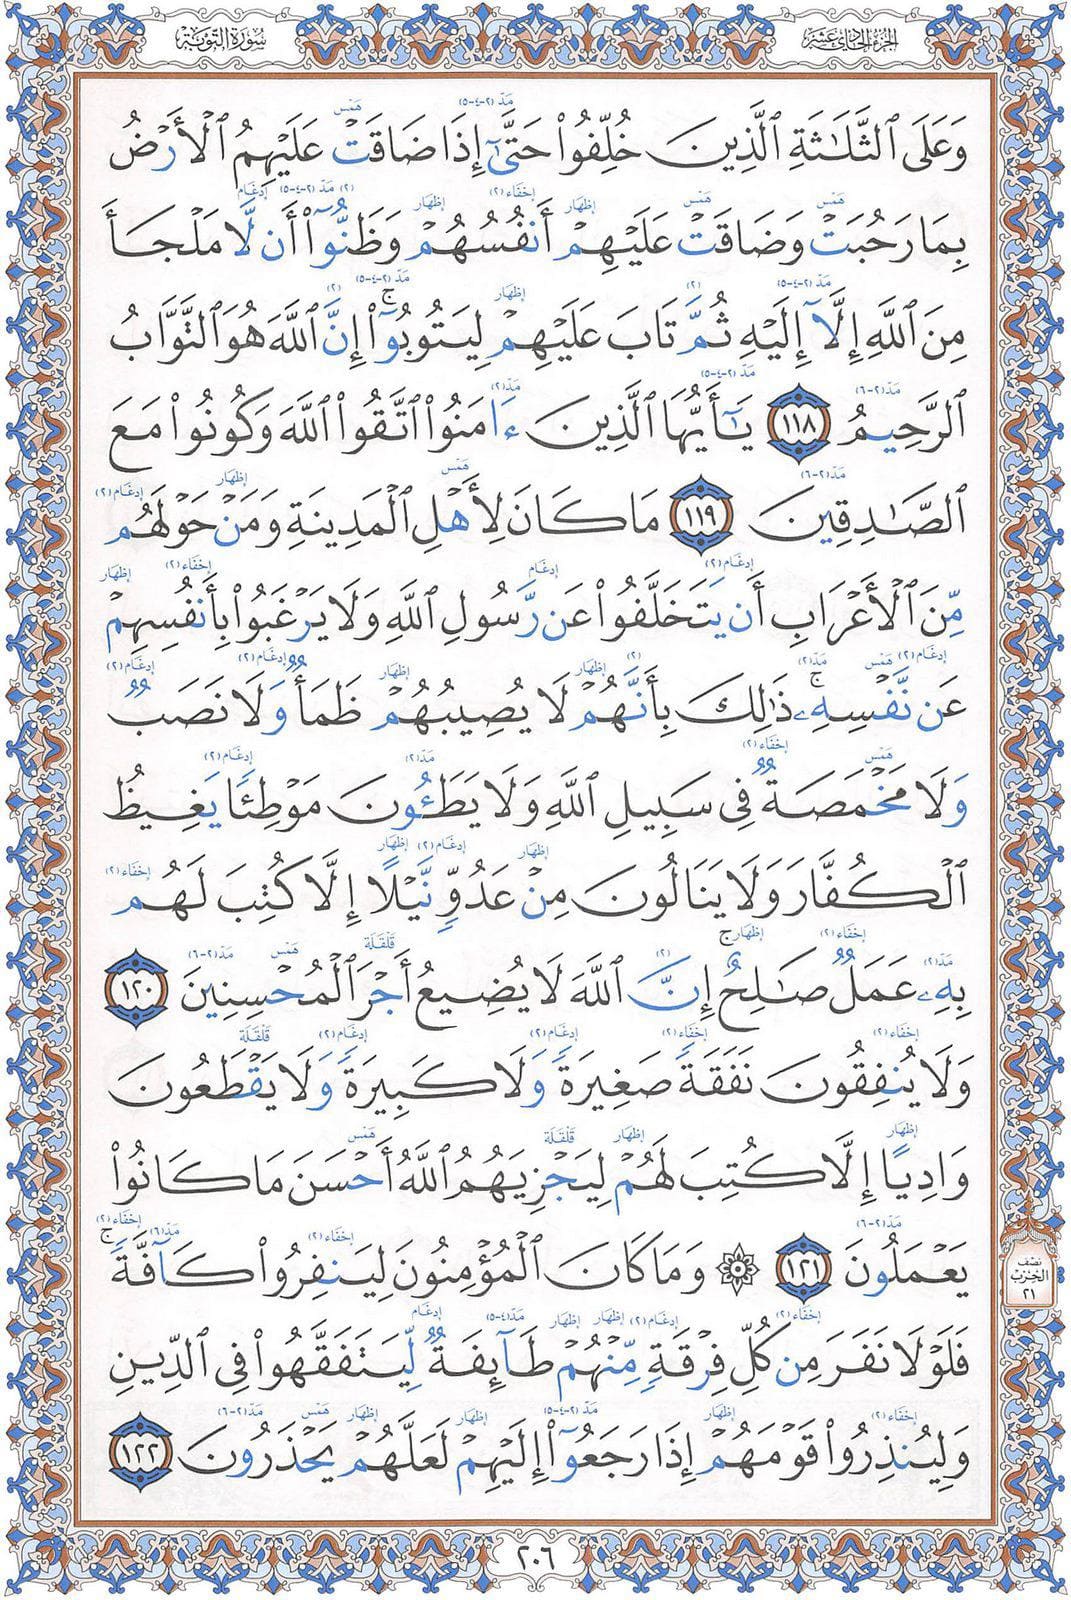 الجزء الحادي عشر
سورة التوبة
وَعَلَى ٱلثَّلَٰثَةِ ٱلَّذِينَ خُلِّفُوا۟ حَتَّىٰٓ إِذَا ضَاقَتْ عَلَيْهِمُ ٱلْأَرْضُ
بِمَا رَحُبَتْ وَضَاقَتْ عَلَيْهِمْ أَنفُسُهُمْ وَظَنُّوٓا۟ أَن لَّا مَلْجَأَ
مِنَ ٱللَّهِ إِلَّآ إِلَيْهِ ثُمَّ تَابَ عَلَيْهِمْ لِيَتُوبُوٓا۟ ۚ إِنَّ ٱللَّهَ هُوَ ٱلتَّوَّابُ
ٱلرَّحِيمُ ١١٨ يَٰٓأَيُّهَا ٱلَّذِينَ ءَامَنُوا۟ ٱتَّقُوا۟ ٱللَّهَ وَكُونُوا۟ مَعَ
ٱلصَّٰدِقِينَ ١١٩ مَا كَانَ لِأَهْلِ ٱلْمَدِينَةِ وَمَنْ حَوْلَهُم
مِّنَ ٱلْأَعْرَابِ أَن يَتَخَلَّفُوا۟ عَن رَّسُولِ ٱللَّهِ وَلَا يَرْغَبُوا۟ بِأَنفُسِهِمْ
عَن نَّفْسِهِۦ ۚ ذَٰلِكَ بِأَنَّهُمْ لَا يُصِيبُهُمْ ظَمَأٌ وَلَا نَصَبٌ
وَلَا مَخْمَصَةٌ فِى سَبِيلِ ٱللَّهِ وَلَا يَطَـُٔونَ مَوْطِئًا يَغِيظُ
ٱلْكُفَّارَ وَلَا يَنَالُونَ مِنْ عَدُوٍّ نَّيْلًا إِلَّا كُتِبَ لَهُم
بِهِۦ عَمَلٌ صَٰلِحٌ ۚ إِنَّ ٱللَّهَ لَا يُضِيعُ أَجْرَ ٱلْمُحْسِنِينَ ١٢٠
وَلَا يُنفِقُونَ نَفَقَةً صَغِيرَةً وَلَا كَبِيرَةً وَلَا يَقْطَعُونَ
وَادِيًا إِلَّا كُتِبَ لَهُمْ لِيَجْزِيَهُمُ ٱللَّهُ أَحْسَنَ مَا كَانُوا۟
يَعْمَلُونَ ١٢١ ۞ وَمَا كَانَ ٱلْمُؤْمِنُونَ لِيَنفِرُوا۟ كَآفَّةً ۚ
فَلَوْلَا نَفَرَ مِن كُلِّ فِرْقَةٍ مِّنْهُمْ طَآئِفَةٌ لِّيَتَفَقَّهُوا۟ فِى ٱلدِّينِ
وَلِيُنذِرُوا۟ قَوْمَهُمْ إِذَا رَجَعُوٓا۟ إِلَيْهِمْ لَعَلَّهُمْ يَحْذَرُونَ ١٢٢
نصف
الحزب
٢١
٢٠٦